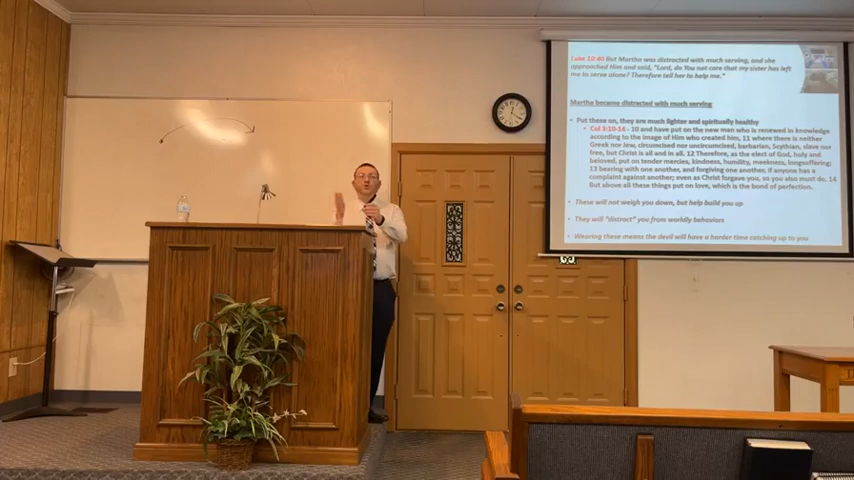 Luke 10:40 But Martha was distracted with much serving, and she
approached Him and said, "Lord, do You not care that my sister has left
me to serve alone? Therefore tell her to help me."
Martha became distracted with much serving
• Put these on, they are much lighter and spiritually healthy
• Col 3:10-14 - 10 and have put on the new man who is renewed in knowledge
according to the image of Him who created him, 11 where there is neither
Greek nor Jew, circumcised nor uncircumcised, barbarian, Scythian, slave nor
free, but Christ is all and in all. 12 Therefore, as the elect of God, holy and
beloved, put on tender mercies, kindness, humility, meekness, longsuffering;
13 bearing with one another, and forgiving one another, if anyone has a
complaint against another; even as Christ forgave you, so you also must do. 14
But above all these things put on love, which is the bond of perfection.
• These will not weigh you down, but help build you up
• They will "distract" you from worldly behaviors
• Wearing these means the devil will have a harder time catching up to you